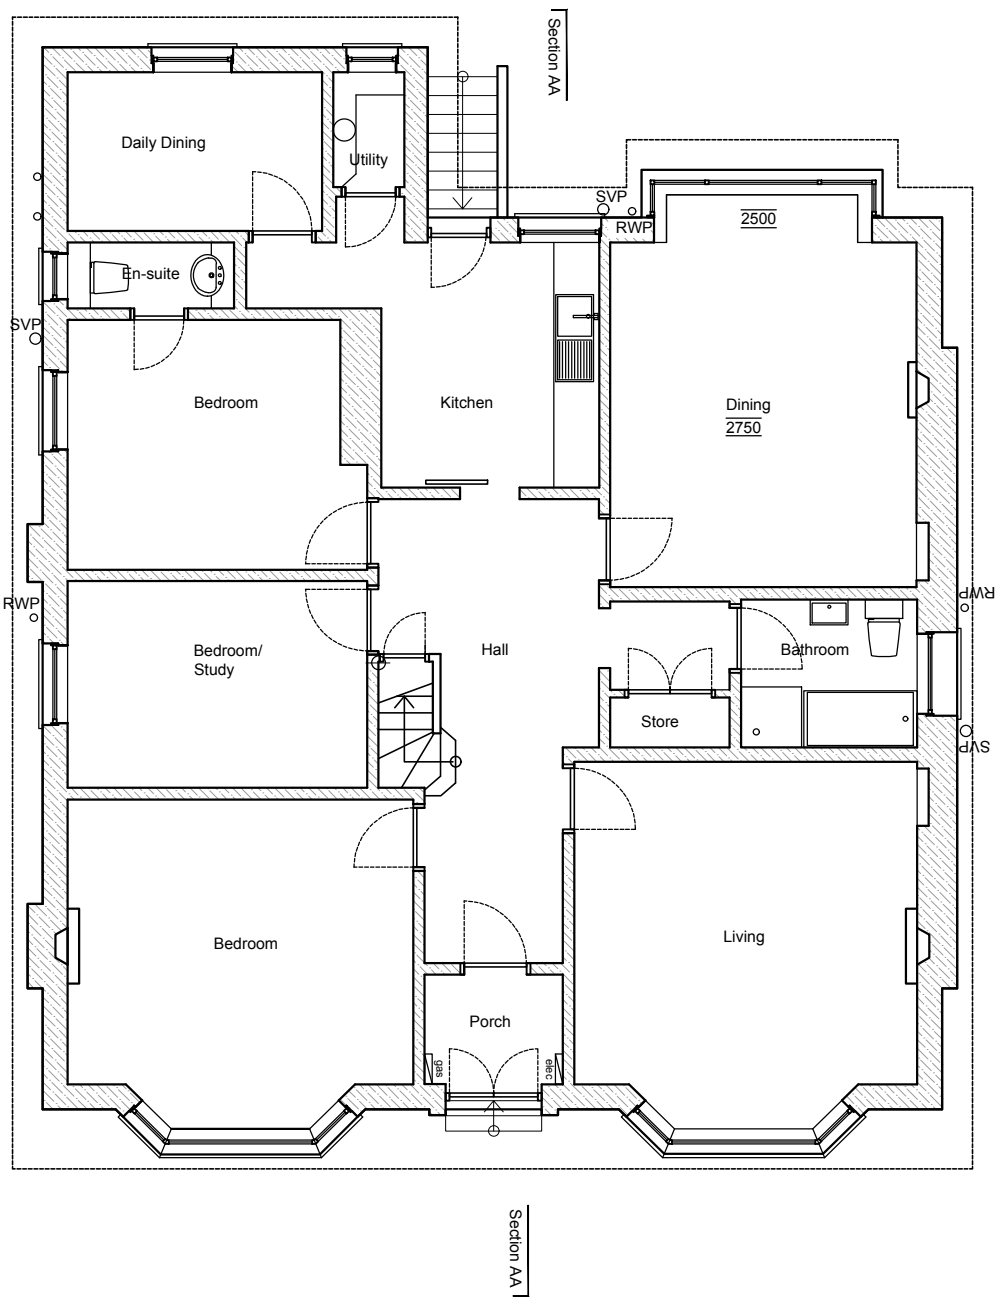 Section AA
Daily Dining
Utility
SVP
RWP
2500
En-suite
SVP
Bedroom
Kitchen
Dining
2750
RWP
RWP
Bedroom/
Study
Hall
Bathroom
Store
SVP
Bedroom
Living
Porch
gas
elec
Section AA